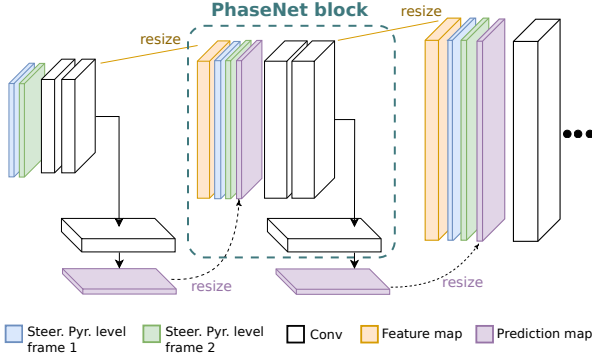 PhaseNet block
resize
resize
resize
resize
Steer. Pyr. level
frame 1
Steer. Pyr. level
frame 2
Conv
Feature map
Prediction map